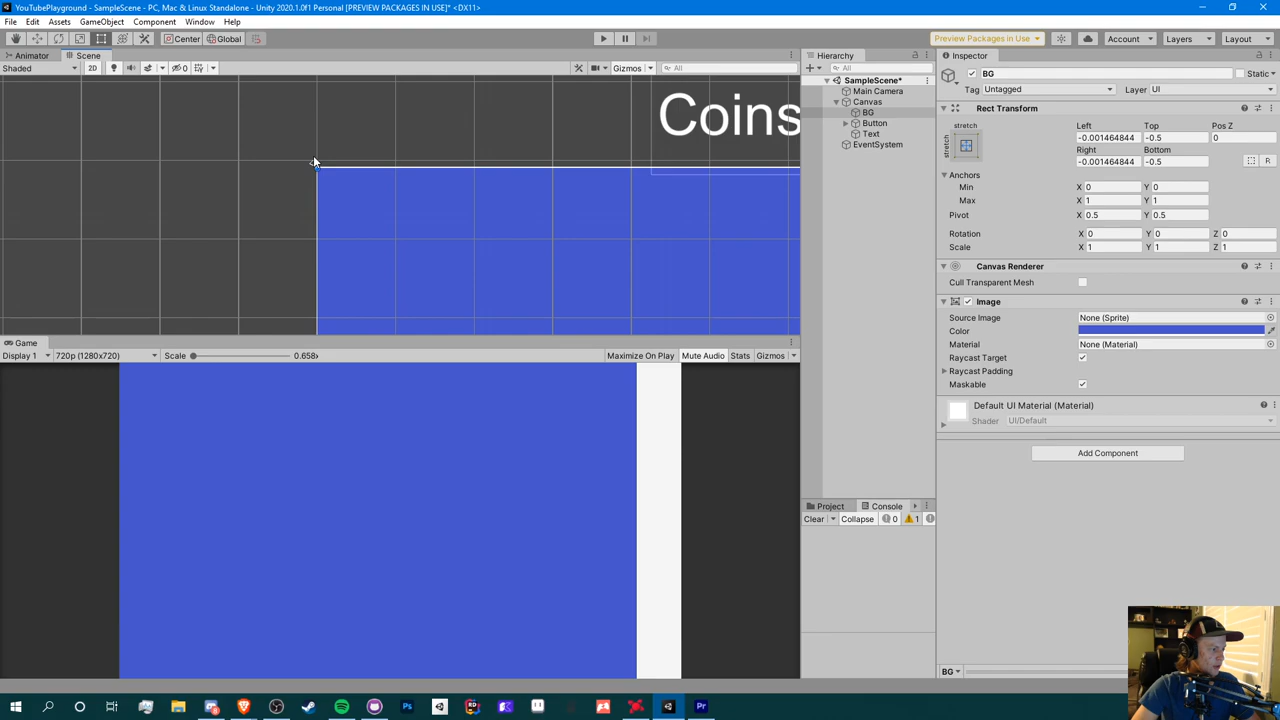 YouTubePlayground - SampleScene - PC, Mac & Linux Standalone - Unity 2020.1.0f1 Personal [PREVIEW PACKAGES IN USE]* <DX11>
File Edit Assets GameObject Component Window Help
Center Global Preview Packages in Use Account Layers Layout
Animator Scene Hierarchy Inspector
Shaded 2D 0 Gizmos All All
Coins
SampleScene*
Main Camera
Canvas
BG
Button
Text
EventSystem
BG Static
Tag Untagged Layer UI
Rect Transform
stretch Left Top Pos Z
stretch -0.001464844 -0.5 0
Right Bottom
-0.001464844 -0.5 R
Anchors
Min X 0 Y 0
Max X 1 Y 1
Pivot X 0.5 Y 0.5
Rotation X 0 Y 0 Z 0
Scale X 1 Y 1 Z 1
Canvas Renderer
Cull Transparent Mesh
Image
Source Image None (Sprite)
Color
Material None (Material)
Raycast Target
Raycast Padding
Maskable
Default UI Material (Material)
Shader UI/Default
Add Component
Game
Display 1 720p (1280x720) Scale 0.658x Maximize On Play Mute Audio Stats Gizmos
Project Console
Clear Collapse 0 1
BG